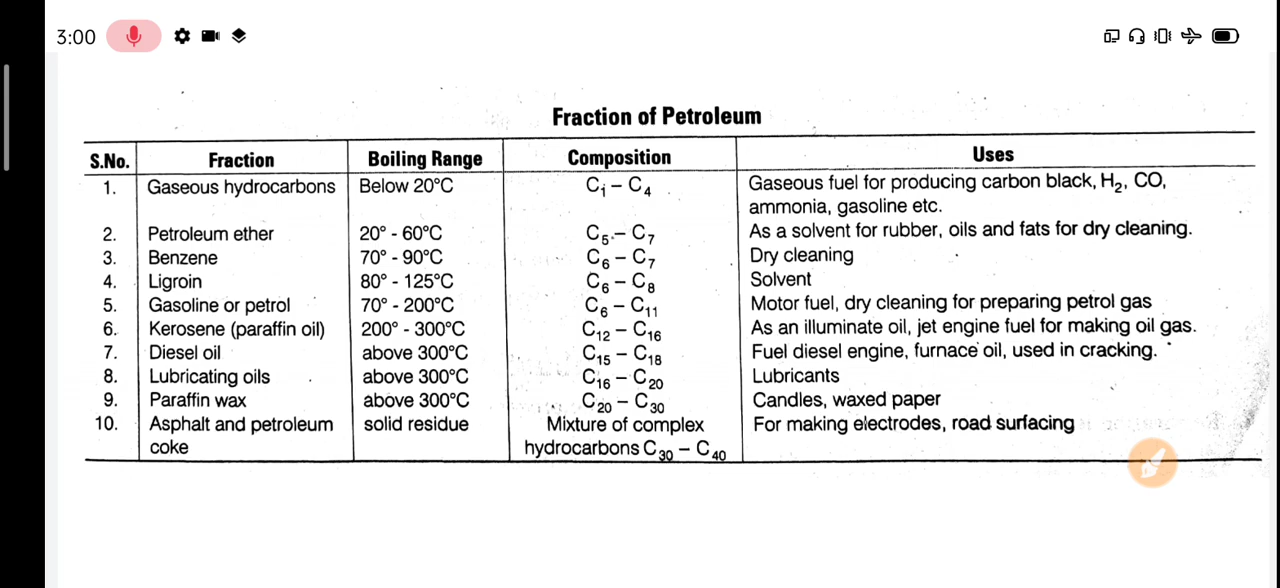 3:00
Fraction of Petroleum
S.No. Fraction Boiling Range Composition Uses
1. Gaseous hydrocarbons Below 20°C C₁ – C₄ Gaseous fuel for producing carbon black, H₂, CO,
ammonia, gasoline etc.
2. Petroleum ether 20° - 60°C C₅ – C₇ As a solvent for rubber, oils and fats for dry cleaning.
3. Benzene 70° - 90°C C₆ – C₇ Dry cleaning
4. Ligroin 80° - 125°C C₆ – C₈ Solvent
5. Gasoline or petrol 70° - 200°C C₆ – C₁₁ Motor fuel, dry cleaning for preparing petrol gas
6. Kerosene (paraffin oil) 200° - 300°C C₁₂ – C₁₆ As an illuminate oil, jet engine fuel for making oil gas.
7. Diesel oil above 300°C C₁₅ – C₁₈ Fuel diesel engine, furnace oil, used in cracking.
8. Lubricating oils above 300°C C₁₆ – C₂₀ Lubricants
9. Paraffin wax above 300°C C₂₀ – C₃₀ Candles, waxed paper
10. Asphalt and petroleum solid residue Mixture of complex For making electrodes, road surfacing
coke hydrocarbons C₃₀ – C₄₀